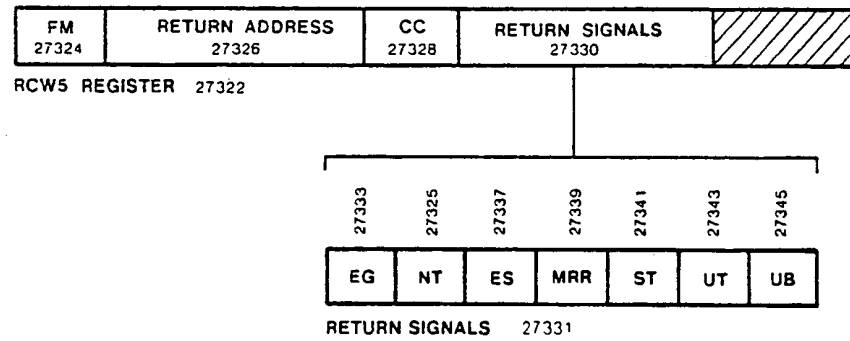 FM RETURN ADDRESS CC RETURN SIGNALS
27324 27326 27328 27330
RCW5 REGISTER 27322
27333 27325 27337 27339 27341 27343 27345
EG NT ES MRR ST UT UB
RETURN SIGNALS 27331